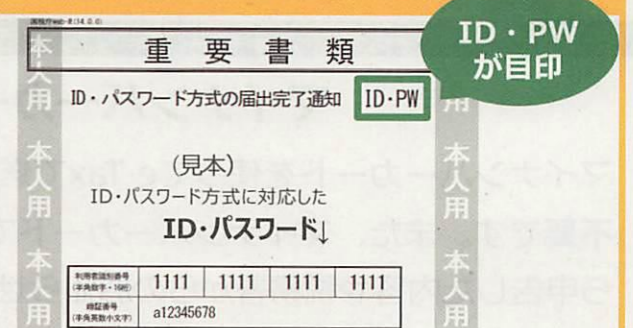 国税庁web-8(14.0.0)
重要書類
ID・PW
が目印
ID・パスワード方式の届出完了通知 ID・PW
(見本)
ID・パスワード方式に対応した
ID・パスワード↓
利用者識別番号
(半角数字・16桁)
1111 1111 1111 1111
暗証番号
(半角英数小文字)
a12345678
本人用
本人用
本人用
用
本人用
本人用